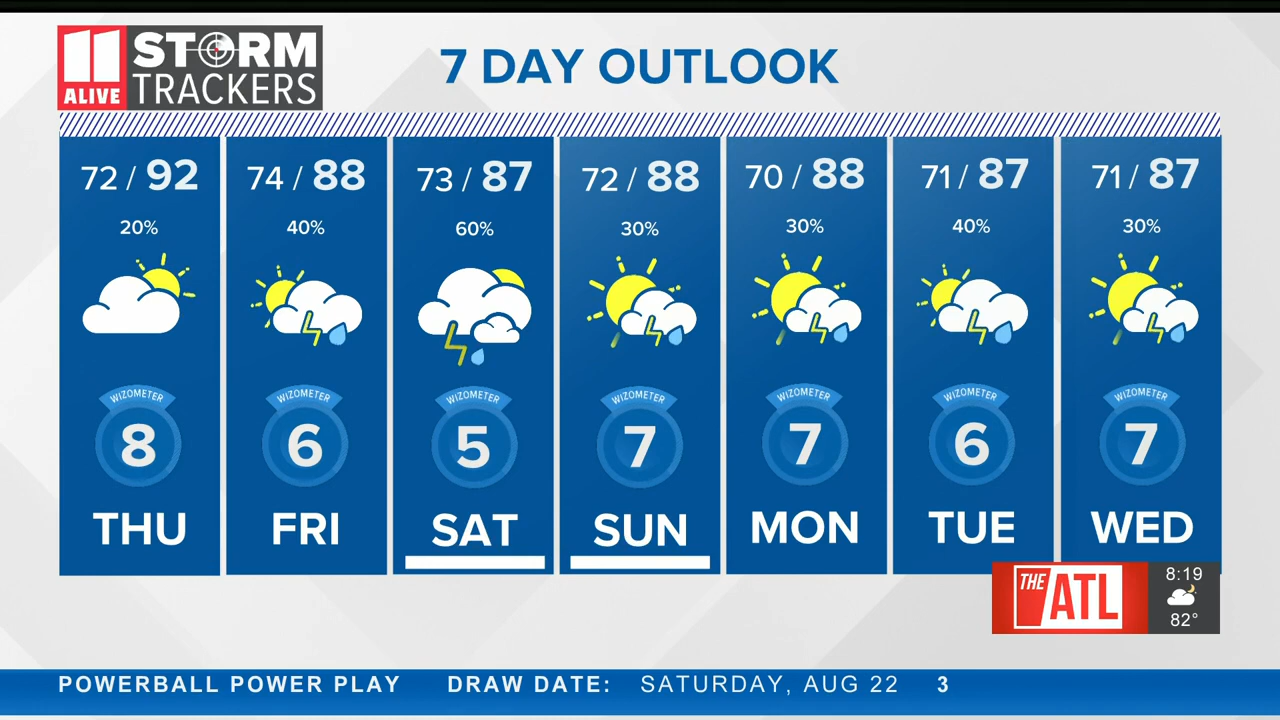 11 ALIVE STORM TRACKERS
7 DAY OUTLOOK
72 / 92
74 / 88
73 / 87
72 / 88
70 / 88
71 / 87
71 / 87
20%
40%
60%
30%
30%
40%
30%
WIZOMETER
WIZOMETER
WIZOMETER
WIZOMETER
WIZOMETER
WIZOMETER
WIZOMETER
8
6
5
7
7
6
7
THU
FRI
SAT
SUN
MON
TUE
WED
THE ATL
8:19
82°
POWERBALL POWER PLAY DRAW DATE: SATURDAY, AUG 22 3